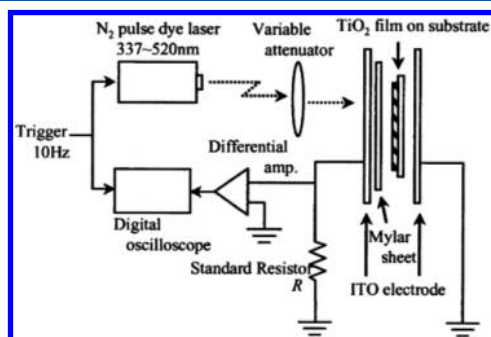 N2 pulse dye laser
337~520nm
Variable
attenuator
TiO2 film on substrate
Trigger
10Hz
Differential
amp.
Digital
oscilloscope
Standard Resistor
R
Mylar
sheet
ITO electrode